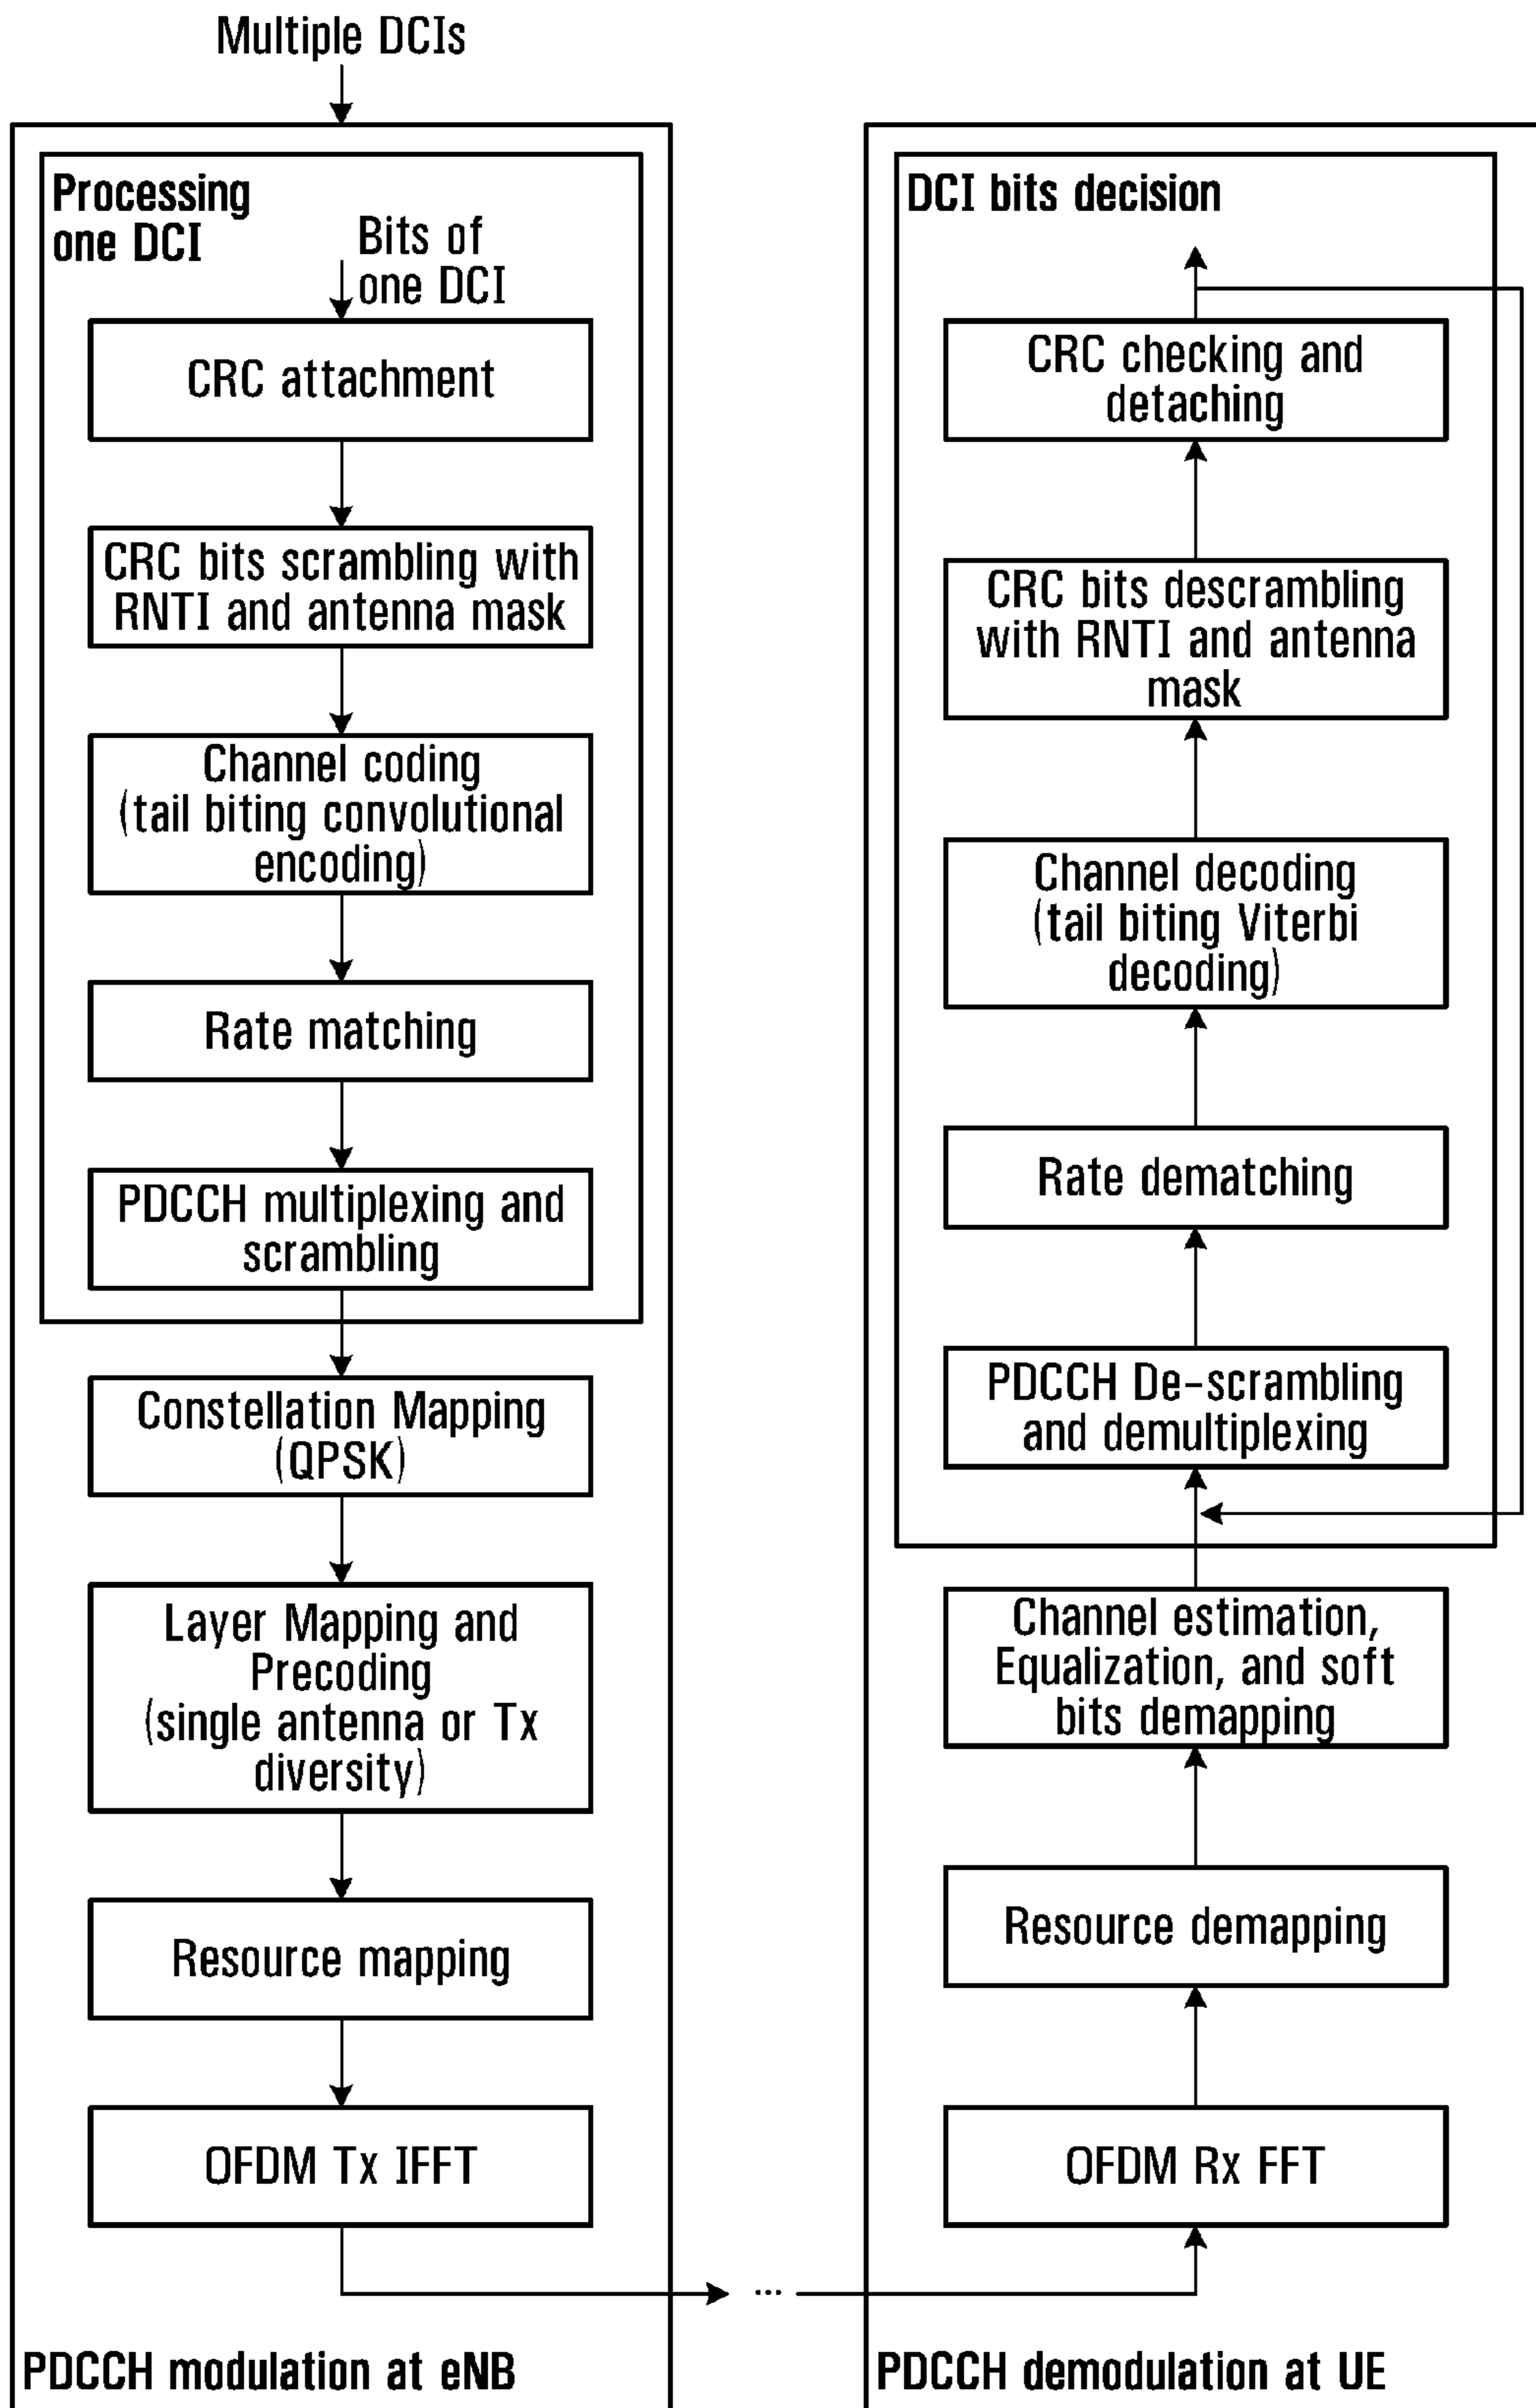 Multiple DCIs
Processing
one DCI
Bits of
one DCI
CRC attachment
CRC bits scrambling with
RNTI and antenna mask
Channel coding
(tail biting convolutional
encoding)
Rate matching
PDCCH multiplexing and
scrambling
Constellation Mapping
(QPSK)
Layer Mapping and
Precoding
(single antenna or Tx
diversity)
Resource mapping
OFDM Tx IFFT
PDCCH modulation at eNB
...
DCI bits decision
CRC checking and
detaching
CRC bits descrambling
with RNTI and antenna
mask
Channel decoding
(tail biting Viterbi
decoding)
Rate dematching
PDCCH De-scrambling
and demultiplexing
Channel estimation,
Equalization, and soft
bits demapping
Resource demapping
OFDM Rx FFT
PDCCH demodulation at UE